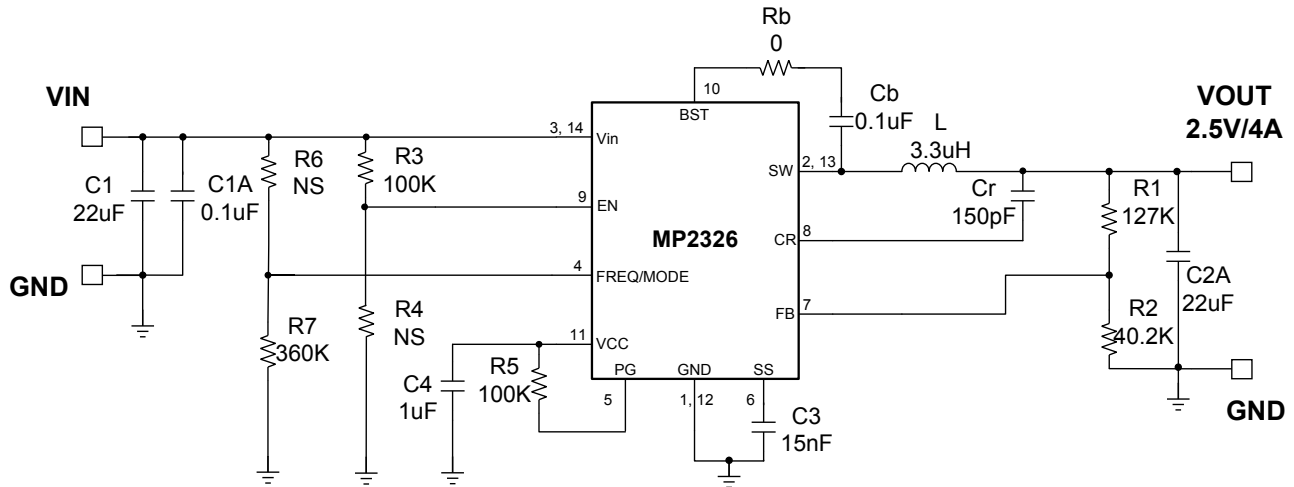 Rb
0
VIN
10
BST
Cb
0.1uF
VOUT
2.5V/4A
3, 14
Vin
L
3.3uH
R6
NS
R3
100K
SW
2, 13
C1
22uF
C1A
0.1uF
Cr
150pF
R1
127K
9
EN
MP2326
CR
8
4
FREQ/MODE
C2A
22uF
GND
R4
NS
FB
7
R2
40.2K
R7
360K
11
VCC
R5
100K
PG
GND
SS
C4
1uF
5
1, 12
6
C3
15nF
GND